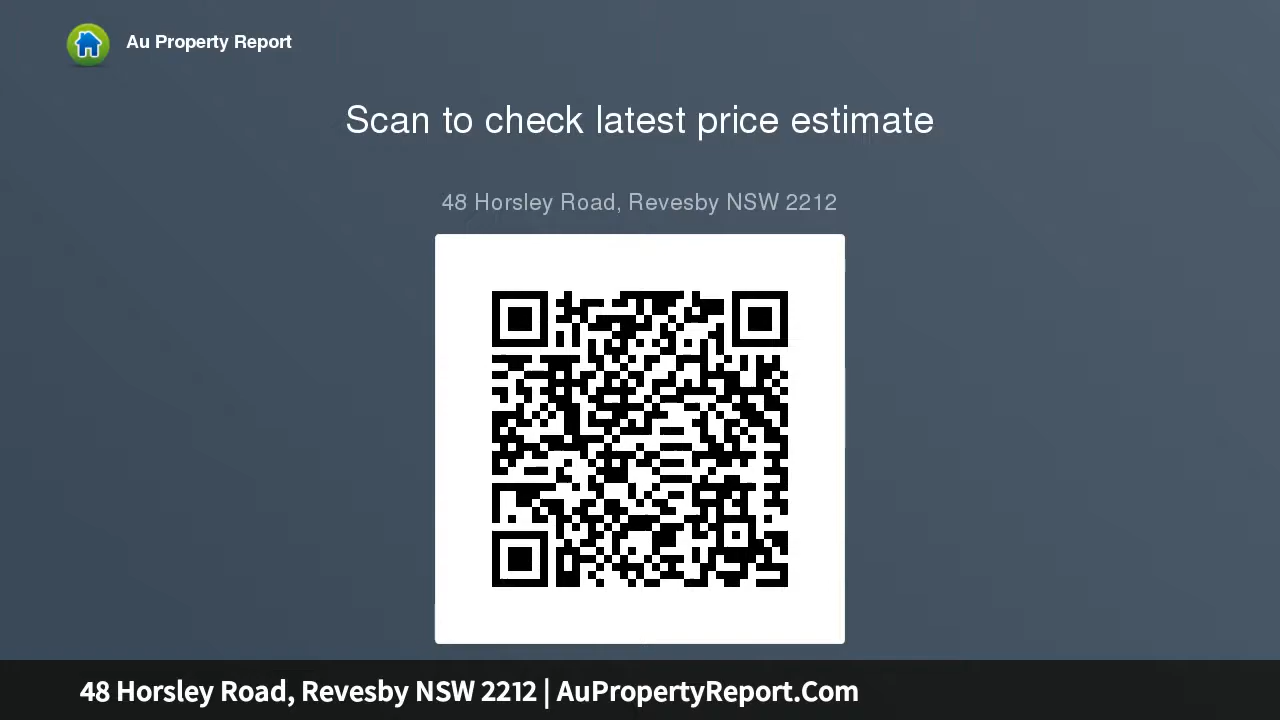 Au Property Report
Scan to check latest price estimate
48 Horsley Road, Revesby NSW 2212
48 Horsley Road, Revesby NSW 2212 | AuPropertyReport.Com